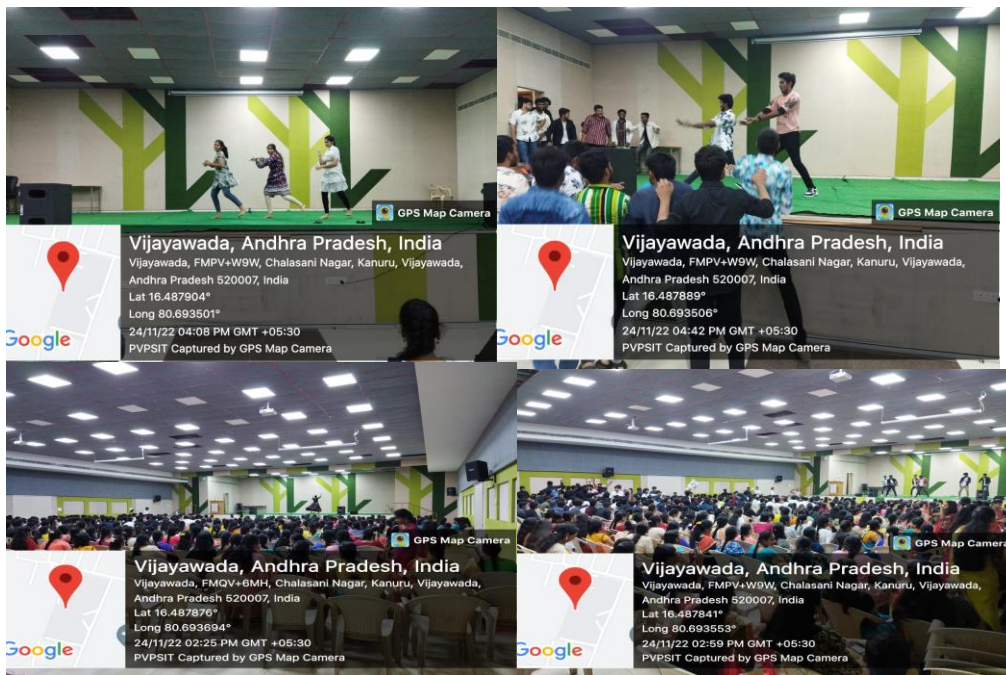 GPS Map Camera
Vijayawada, Andhra Pradesh, India
Vijayawada, FMPV+W9W, Chalasani Nagar, Kanuru, Vijayawada,
Andhra Pradesh 520007, India
Lat 16.487904°
Long 80.693501°
24/11/22 04:08 PM GMT +05:30
PVPSIT Captured by GPS Map Camera
Google
GPS Map Camera
Vijayawada, Andhra Pradesh, India
Vijayawada, FMPV+W9W, Chalasani Nagar, Kanuru, Vijayawada,
Andhra Pradesh 520007, India
Lat 16.487889°
Long 80.693506°
24/11/22 04:42 PM GMT +05:30
PVPSIT Captured by GPS Map Camera
Google
GPS Map Camera
Vijayawada, Andhra Pradesh, India
Vijayawada, FMQV+6MH, Chalasani Nagar, Kanuru, Vijayawada,
Andhra Pradesh 520007, India
Lat 16.487876°
Long 80.693694°
24/11/22 02:25 PM GMT +05:30
PVPSIT Captured by GPS Map Camera
Google
GPS Map Camera
Vijayawada, Andhra Pradesh, India
Vijayawada, FMPV+W9W, Chalasani Nagar, Kanuru, Vijayawada,
Andhra Pradesh 520007, India
Lat 16.487841°
Long 80.693553°
24/11/22 02:59 PM GMT +05:30
PVPSIT Captured by GPS Map Camera
Google